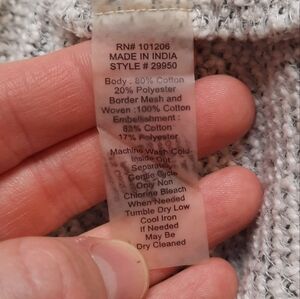 RN# 101206
MADE IN INDIA
STYLE # 29950
Body : 80% Cotton
20% Polyester
Border Mesh and
Woven :100% Cotton
Embellishment :
83% Cotton
17% Polyester
Machine Wash Cold
Inside Out
Separately
Gentle Cycle
Only Non
Chlorine Bleach
When Needed
Tumble Dry Low
Cool Iron
If Needed
May Be
Dry Cleaned